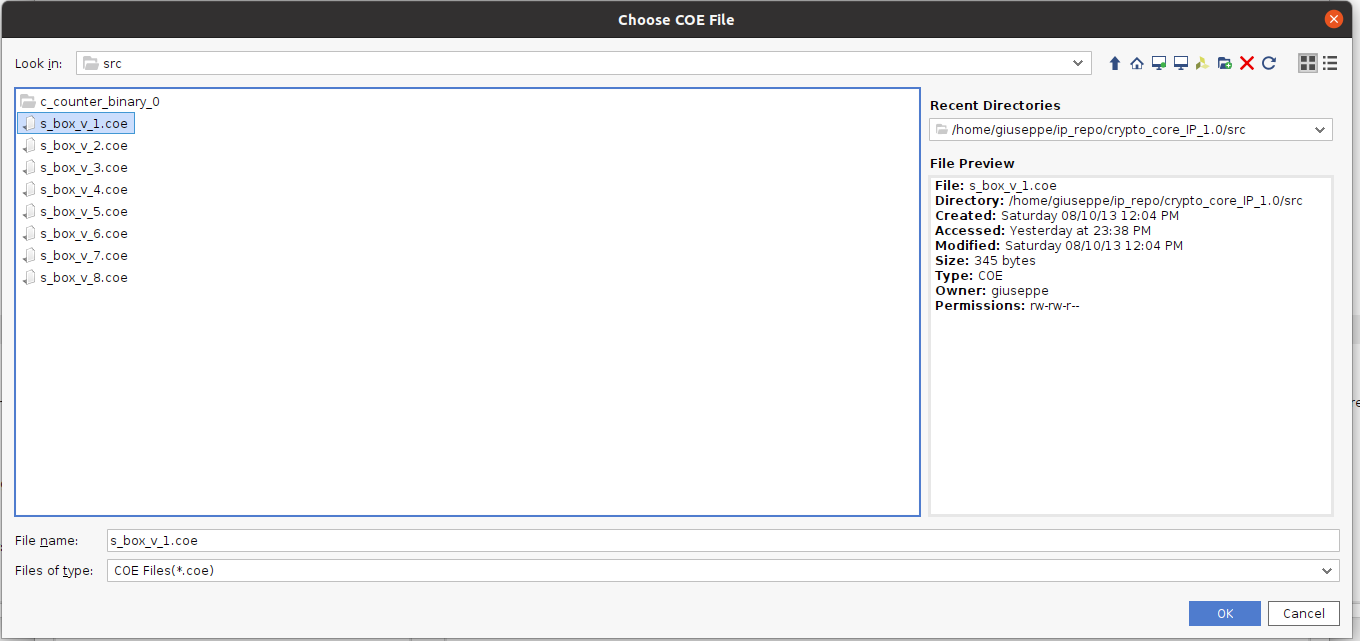 Choose COE File
Look in: src
c_counter_binary_0
s_box_v_1.coe
s_box_v_2.coe
s_box_v_3.coe
s_box_v_4.coe
s_box_v_5.coe
s_box_v_6.coe
s_box_v_7.coe
s_box_v_8.coe
Recent Directories
/home/giuseppe/ip_repo/crypto_core_IP_1.0/src
File Preview
File: s_box_v_1.coe
Directory: /home/giuseppe/ip_repo/crypto_core_IP_1.0/src
Created: Saturday 08/10/13 12:04 PM
Accessed: Yesterday at 23:38 PM
Modified: Saturday 08/10/13 12:04 PM
Size: 345 bytes
Type: COE
Owner: giuseppe
Permissions: rw-rw-r--
File name: s_box_v_1.coe
Files of type: COE Files(*.coe)
OK
Cancel